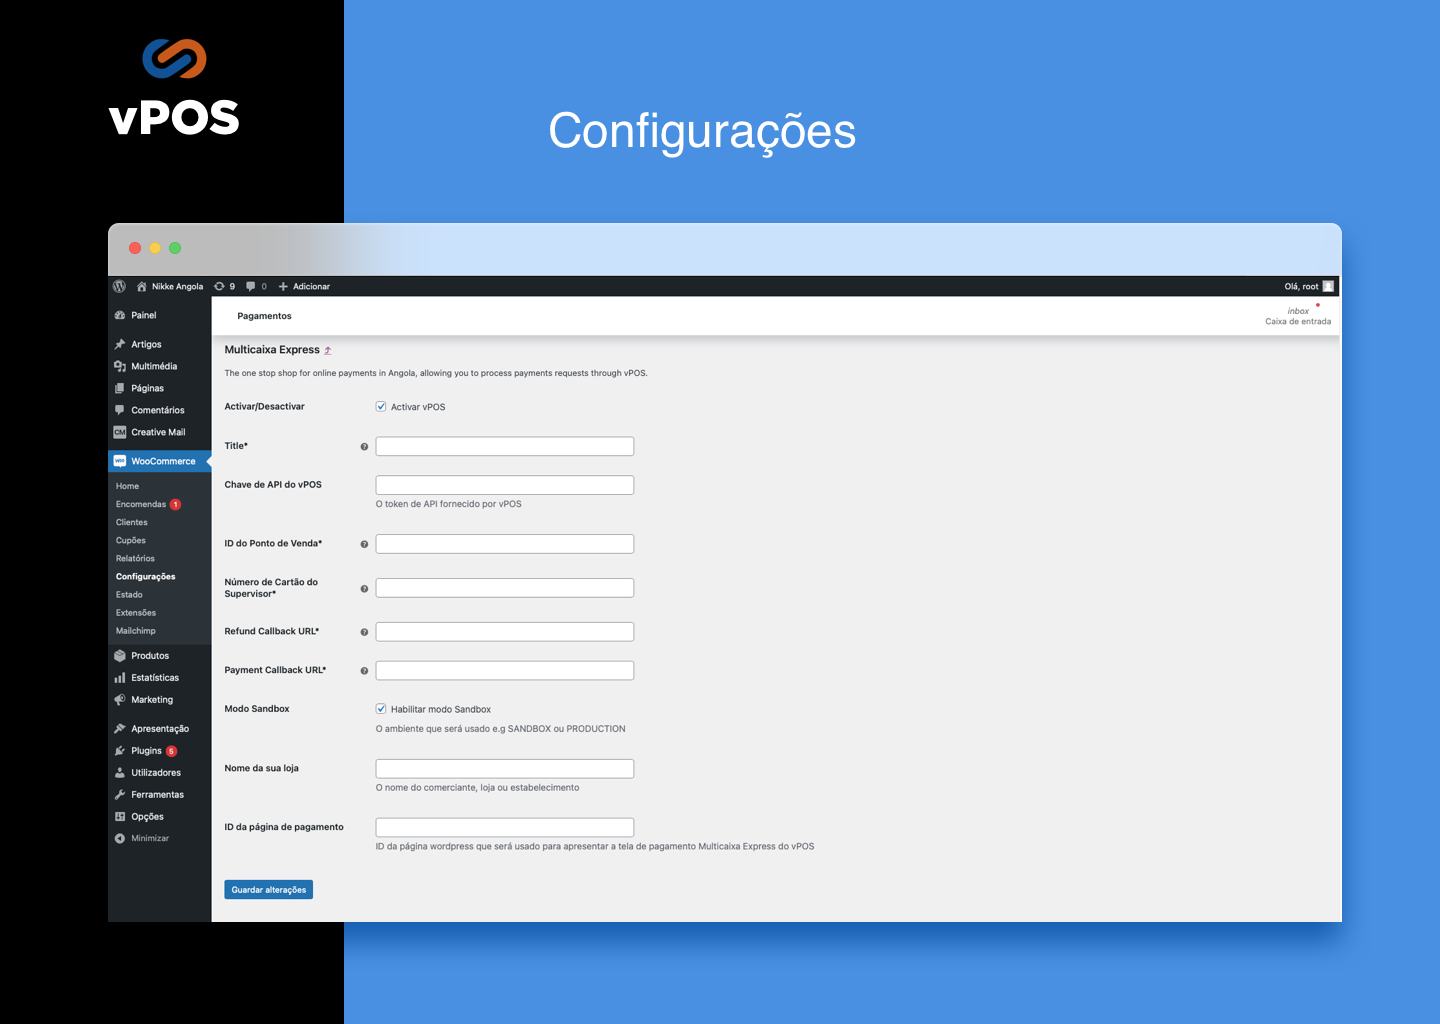 vPOS
Configurações
Nikke Angola 9 0 Adicionar
Olá, root
Painel
Artigos
Multimédia
Páginas
Comentários
CM Creative Mail
woo WooCommerce
Home
Encomendas 1
Clientes
Cupões
Relatórios
Configurações
Estado
Extensões
Mailchimp
Produtos
Estatísticas
Marketing
Apresentação
Plugins 5
Utilizadores
Ferramentas
Opções
Minimizar
Pagamentos
inbox
Caixa de entrada
Multicaixa Express
The one stop shop for online payments in Angola, allowing you to process payments requests through vPOS.
Activar/Desactivar
Activar vPOS
Title*
Chave de API do vPOS
O token de API fornecido por vPOS
ID do Ponto de Venda*
Número de Cartão do
Supervisor*
Refund Callback URL*
Payment Callback URL*
Modo Sandbox
Habilitar modo Sandbox
O ambiente que será usado e.g SANDBOX ou PRODUCTION
Nome da sua loja
O nome do comerciante, loja ou estabelecimento
ID da página de pagamento
ID da página wordpress que será usado para apresentar a tela de pagamento Multicaixa Express do vPOS
Guardar alterações